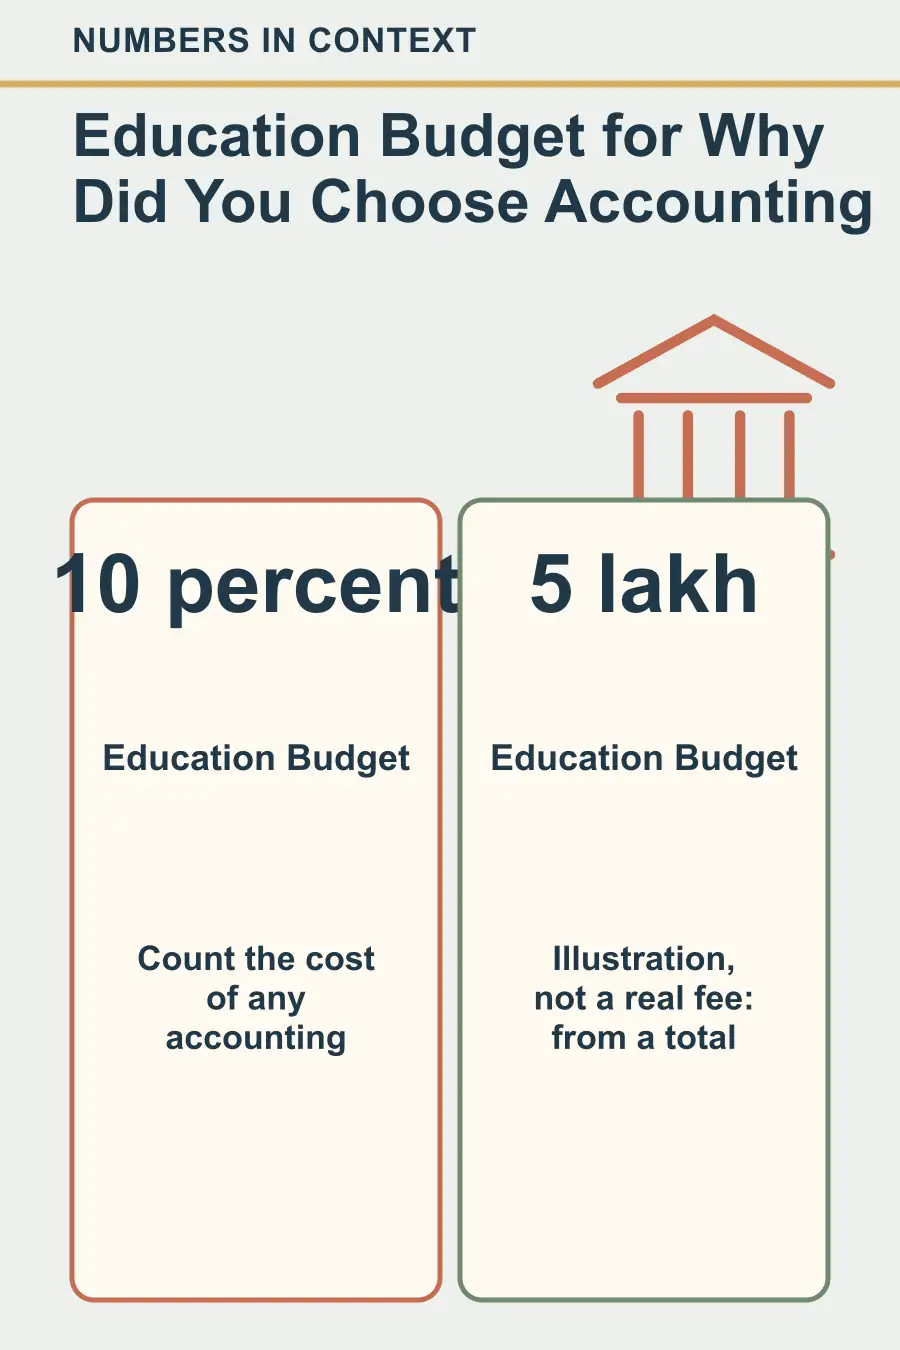 NUMBERS IN CONTEXT
Education Budget for Why
Did You Choose Accounting
10 percent
Education Budget
Count the cost
of any
accounting
5 lakh
Education Budget
Illustration,
not a real fee:
from a total